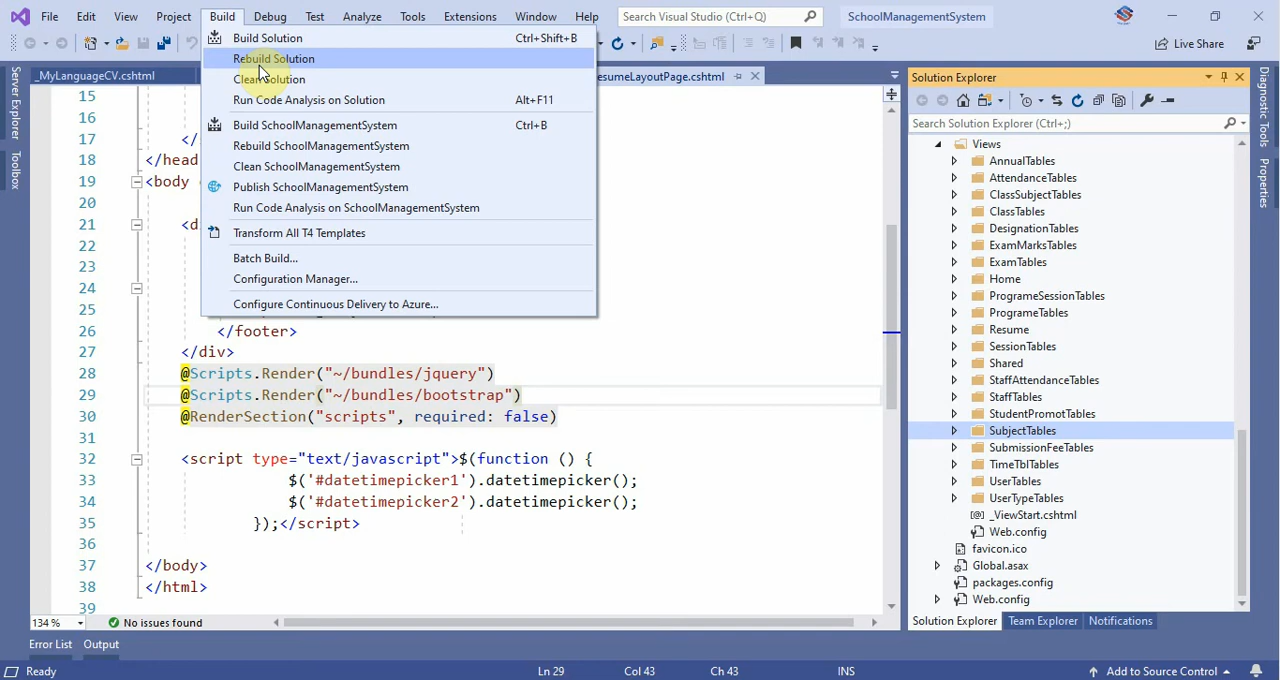 File Edit View Project Build Debug Test Analyze Tools Extensions Window Help Search Visual Studio (Ctrl+Q) SchoolManagementSystem
Live Share
_MyLanguageCV.cshtml
esumeLayoutPage.cshtml
Server Explorer
Toolbox
Build Solution Ctrl+Shift+B
Rebuild Solution
Clean Solution
Run Code Analysis on Solution Alt+F11
Build SchoolManagementSystem Ctrl+B
Rebuild SchoolManagementSystem
Clean SchoolManagementSystem
Publish SchoolManagementSystem
Run Code Analysis on SchoolManagementSystem
Transform All T4 Templates
Batch Build...
Configuration Manager...
Configure Continuous Delivery to Azure...
15
16
17 </
18 </head
19 <body
20
21 <d
22
23
24
25
26 </footer>
27 </div>
28 @Scripts.Render("~/bundles/jquery")
29 @Scripts.Render("~/bundles/bootstrap")
30 @RenderSection("scripts", required: false)
31
32 <script type="text/javascript">$(function () {
33 $('#datetimepicker1').datetimepicker();
34 $('#datetimepicker2').datetimepicker();
35 });</script>
36
37 </body>
38 </html>
39
134 % No issues found
Error List Output
Ready Ln 29 Col 43 Ch 43 INS Add to Source Control
Solution Explorer
Search Solution Explorer (Ctrl+;)
Views
AnnualTables
AttendanceTables
ClassSubjectTables
ClassTables
DesignationTables
ExamMarksTables
ExamTables
Home
ProgrameSessionTables
ProgrameTables
Resume
SessionTables
Shared
StaffAttendanceTables
StaffTables
StudentPromotTables
SubjectTables
SubmissionFeeTables
TimeTblTables
UserTables
UserTypeTables
_ViewStart.cshtml
Web.config
favicon.ico
Global.asax
packages.config
Web.config
Solution Explorer Team Explorer Notifications
Diagnostic Tools
Properties